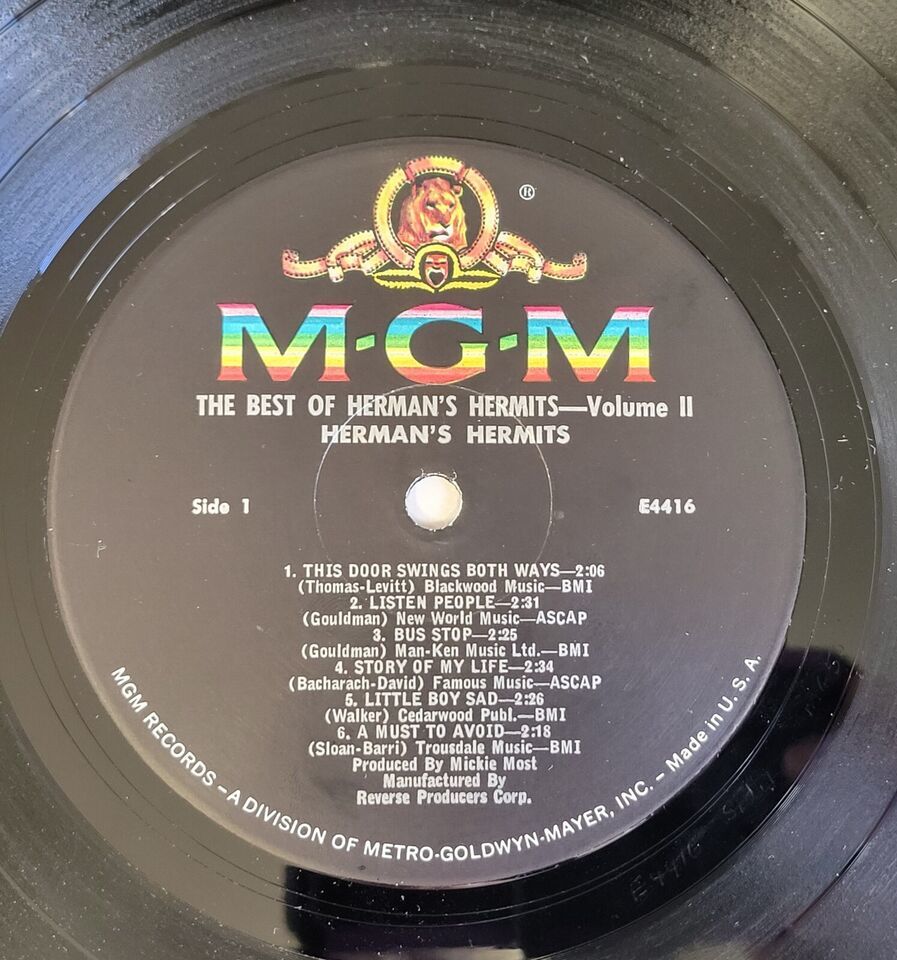 ®
M·G·M
THE BEST OF HERMAN'S HERMITS—Volume II
HERMAN'S HERMITS
Side 1
E4416
1. THIS DOOR SWINGS BOTH WAYS—2:06
(Thomas-Levitt) Blackwood Music—BMI
2. LISTEN PEOPLE—2:31
(Gouldman) New World Music—ASCAP
3. BUS STOP—2:25
(Gouldman) Man-Ken Music Ltd.—BMI
4. STORY OF MY LIFE—2:34
(Bacharach-David) Famous Music—ASCAP
5. LITTLE BOY SAD—2:26
(Walker) Cedarwood Publ.—BMI
6. A MUST TO AVOID—2:18
(Sloan-Barri) Trousdale Music—BMI
Produced By Mickie Most
Manufactured By
Reverse Producers Corp.
MGM RECORDS – A DIVISION OF METRO-GOLDWYN-MAYER, INC. – Made in U. S. A.
E4416